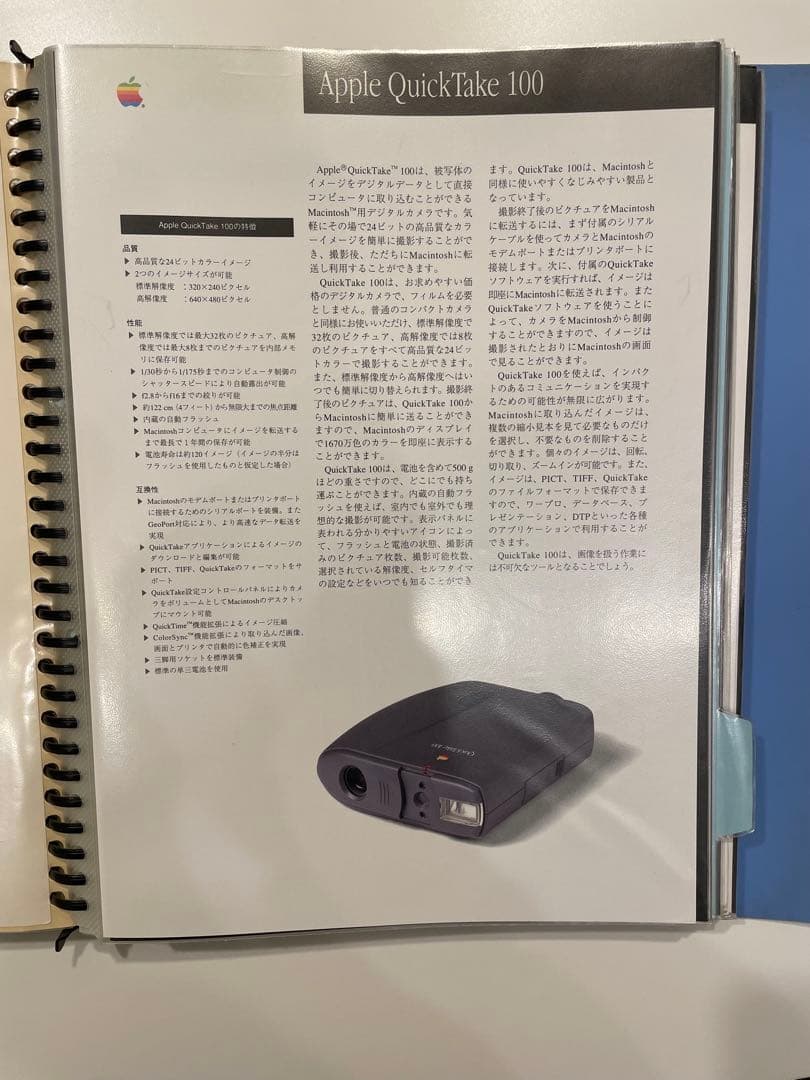 Apple QuickTake 100
Apple QuickTake 100の特徴
品質
▶ 高品質な24ビットカラーイメージ
▶ 2つのイメージサイズが可能
標準解像度 :320×240ピクセル
高解像度 :640×480ピクセル
性能
▶ 標準解像度では最大32枚のピクチュア、高解
像度では最大8枚までのピクチュアを内部メモ
リに保存可能
▶ 1/30秒から1/175秒までのコンピュータ制御の
シャッタースピードにより自動露出が可能
▶ f2.8からf16までの絞りが可能
▶ 約122 cm (4フィート) から無限大までの焦点距離
▶ 内蔵の自動フラッシュ
▶ Macintoshコンピュータにイメージを転送する
まで最長で1年間の保存が可能
▶ 電池寿命は約120イメージ(イメージの半分は
フラッシュを使用したものと仮定した場合)
互換性
▶ Macintoshのモデムポートまたはプリンタポート
に接続するためのシリアルポートを装備。また
GeoPort対応により、より高速なデータ転送を
実現
▶ QuickTakeアプリケーションによるイメージの
ダウンロードと編集が可能
▶ PICT、TIFF、QuickTakeのフォーマットをサ
ポート
▶ QuickTake設定コントロールパネルによりカメ
ラをボリュームとしてMacintoshのデスクトッ
プにマウント可能
▶ QuickTime™機能拡張によるイメージ圧縮
▶ ColorSync™機能拡張により取り込んだ画像、
画面とプリンタで自動的に色補正を実現
▶ 三脚用ソケットを標準装備
▶ 標準の単三電池を使用
Apple®QuickTake™ 100は、被写体の
イメージをデジタルデータとして直接
コンピュータに取り込むことができる
Macintosh™用デジタルカメラです。気
軽にその場で24ビットの高品質なカラ
ーイメージを簡単に撮影することがで
き、撮影後、ただちにMacintoshに転
送し利用することができます。
QuickTake 100は、お求めやすい価
格のデジタルカメラで、フィルムを必要
としません。普通のコンパクトカメラ
と同様にお使いいただけ、標準解像度で
32枚のピクチュア、高解像度では8枚
のピクチュアをすべて高品質な24ビッ
トカラーで撮影することができます。
また、標準解像度から高解像度へはい
つでも簡単に切り替えられます。撮影終
了後のピクチュアは、QuickTake 100か
らMacintoshに簡単に送ることができ
ますので、Macintoshのディスプレイ
で1670万色のカラーを即座に表示する
ことができます。
QuickTake 100は、電池を含めて500 g
ほどの重さですので、どこにでも持ち
運ぶことができます。内蔵の自動フラ
ッシュを使えば、室内でも室外でも理
想的な撮影が可能です。表示パネルに
表われる分かりやすいアイコンによっ
て、フラッシュと電池の状態、撮影済
みのピクチュア枚数、撮影可能枚数、
選択されている解像度、セルフタイマ
の設定などをいつでも知ることができ
ます。QuickTake 100は、Macintoshと
同様に使いやすくなじみやすい製品と
なっています。
撮影終了後のピクチュアをMacintosh
に転送するには、まず付属のシリアル
ケーブルを使ってカメラとMacintoshの
モデムポートまたはプリンタポートに
接続します。次に、付属のQuickTake
ソフトウェアを実行すれば、イメージは
即座にMacintoshに転送されます。また
QuickTakeソフトウェアを使うことに
よって、カメラをMacintoshから制御
することができますので、イメージは
撮影されたとおりにMacintoshの画面
で見ることができます。
QuickTake 100を使えば、インパクト
のあるコミュニケーションを実現す
るための可能性が無限に広がります。
Macintoshに取り込んだイメージは、
複数の縮小見本を見て必要なものだけ
を選択し、不要なものを削除すること
ができます。個々のイメージは、回転、
切り取り、ズームインが可能です。また、
イメージは、PICT、TIFF、QuickTake
のファイルフォーマットで保存できま
すので、ワープロ、データベース、プ
レゼンテーション、DTPといった各種
のアプリケーションで利用することが
できます。
QuickTake 100は、画像を扱う作業に
は不可欠なツールとなることでしょう。